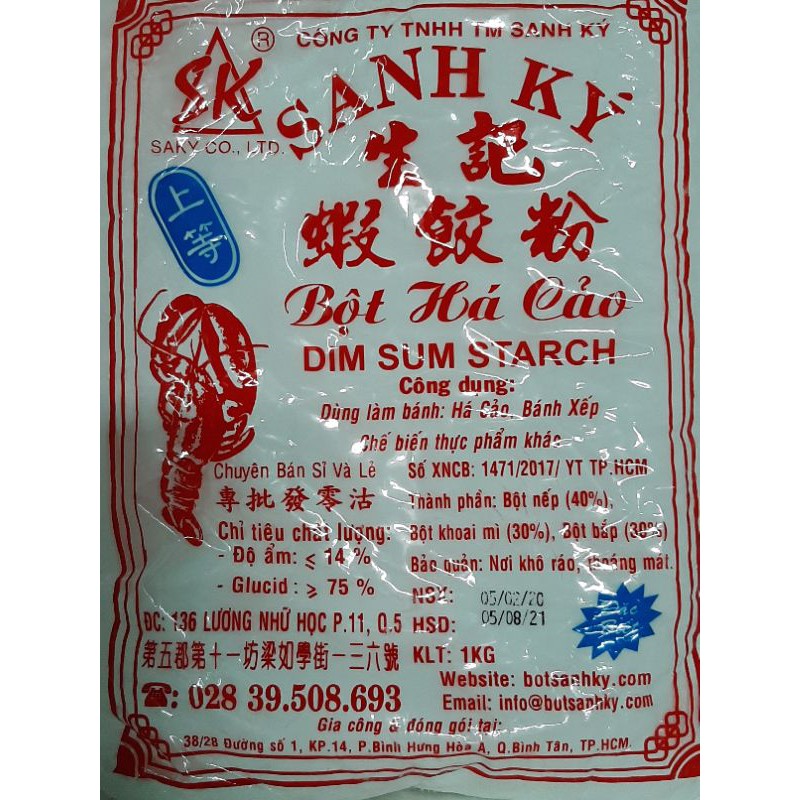 CÔNG TY TNHH TM SANH KÝ
SK ®
SANH KÝ
SAKY CO., LTD.
生記
上等
蝦餃粉
Bột Há Cảo
DIM SUM STARCH
Công dụng:
Dùng làm bánh: Há Cảo, Bánh Xếp
Chế biến thực phẩm khác
Chuyên Bán Sỉ Và Lẻ
Số XNCB: 1471/2017/ YT TP.HCM
專批發零沽
Thành phần: Bột nếp (40%),
Chỉ tiêu chất lượng:
Bột khoai mì (30%), Bột bắp (30%)
- Độ ẩm: ≤ 14 %
Bảo quản: Nơi khô ráo, thoáng mát.
- Glucid : ≥ 75 %
NSX: 05/02/20
Đặc
ĐC: 136 LƯƠNG NHỮ HỌC P.11, Q.5
HSD: 05/08/21
第五郡第十一坊梁如學街一三六號
KLT: 1KG
Website: botsanhky.com
☎: 028 39.508.693
Email: info@botsanhky.com
Gia công & đóng gói tại:
38/28 Đường số 1, KP.14, P.Bình Hưng Hòa A, Q.Bình Tân, TP.HCM